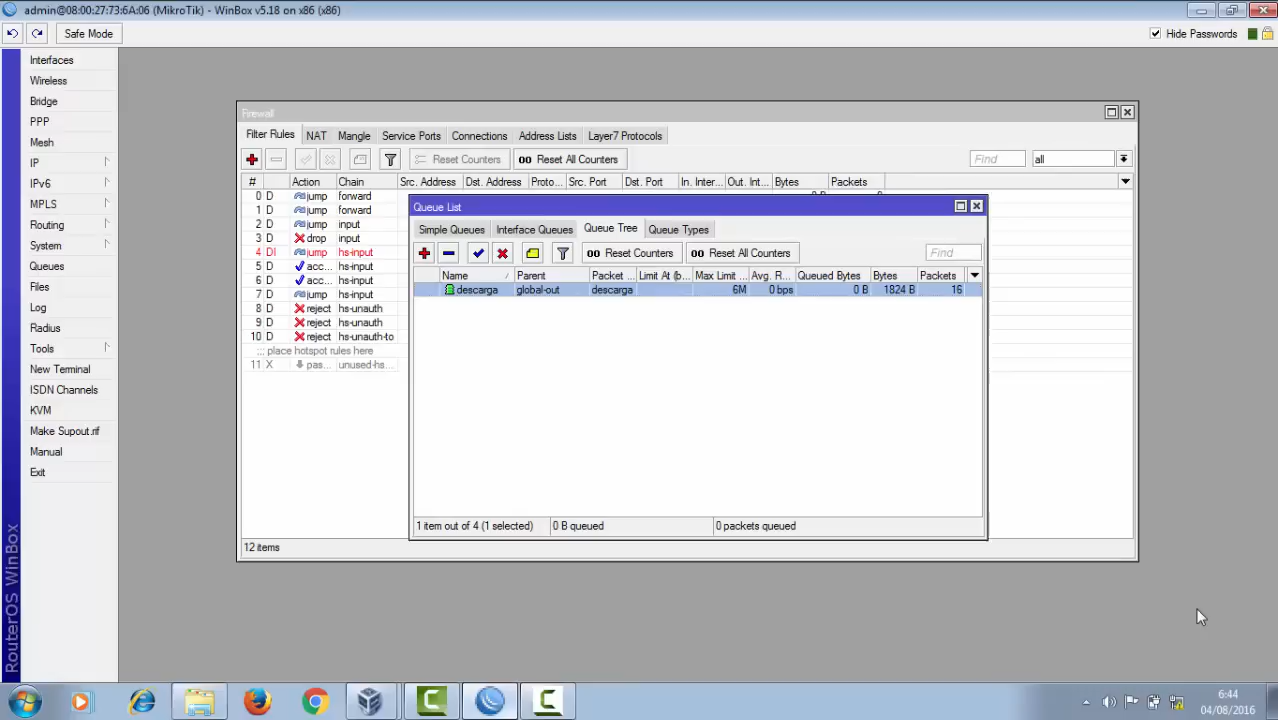 admin@08:00:27:73:6A:06 (MikroTik) - WinBox v5.18 on x86 (x86)
Safe Mode
Hide Passwords
Interfaces
Wireless
Bridge
PPP
Mesh
IP
IPv6
MPLS
Routing
System
Queues
Files
Log
Radius
Tools
New Terminal
ISDN Channels
KVM
Make Supout.rif
Manual
Exit
RouterOS WinBox
Firewall
Filter Rules NAT Mangle Service Ports Connections Address Lists Layer7 Protocols
Reset Counters 00 Reset All Counters Find all
# Action Chain Src. Address Dst. Address Proto... Src. Port Dst. Port In. Inter... Out. Int... Bytes Packets
0 D jump forward
1 D jump forward
2 D jump input
3 D drop input
4 DI jump hs-input
5 D acc... hs-input
6 D acc... hs-input
7 D jump hs-input
8 D reject hs-unauth
9 D reject hs-unauth
10 D reject hs-unauth-to
::: place hotspot rules here
11 X pas... unused-hs...
12 items
Queue List
Simple Queues Interface Queues Queue Tree Queue Types
00 Reset Counters 00 Reset All Counters Find
Name Parent Packet ... Limit At (b... Max Limit ... Avg. R... Queued Bytes Bytes Packets
descarga global-out descarga 6M 0 bps 0 B 1824 B 16
1 item out of 4 (1 selected) 0 B queued 0 packets queued
6:44
04/08/2016